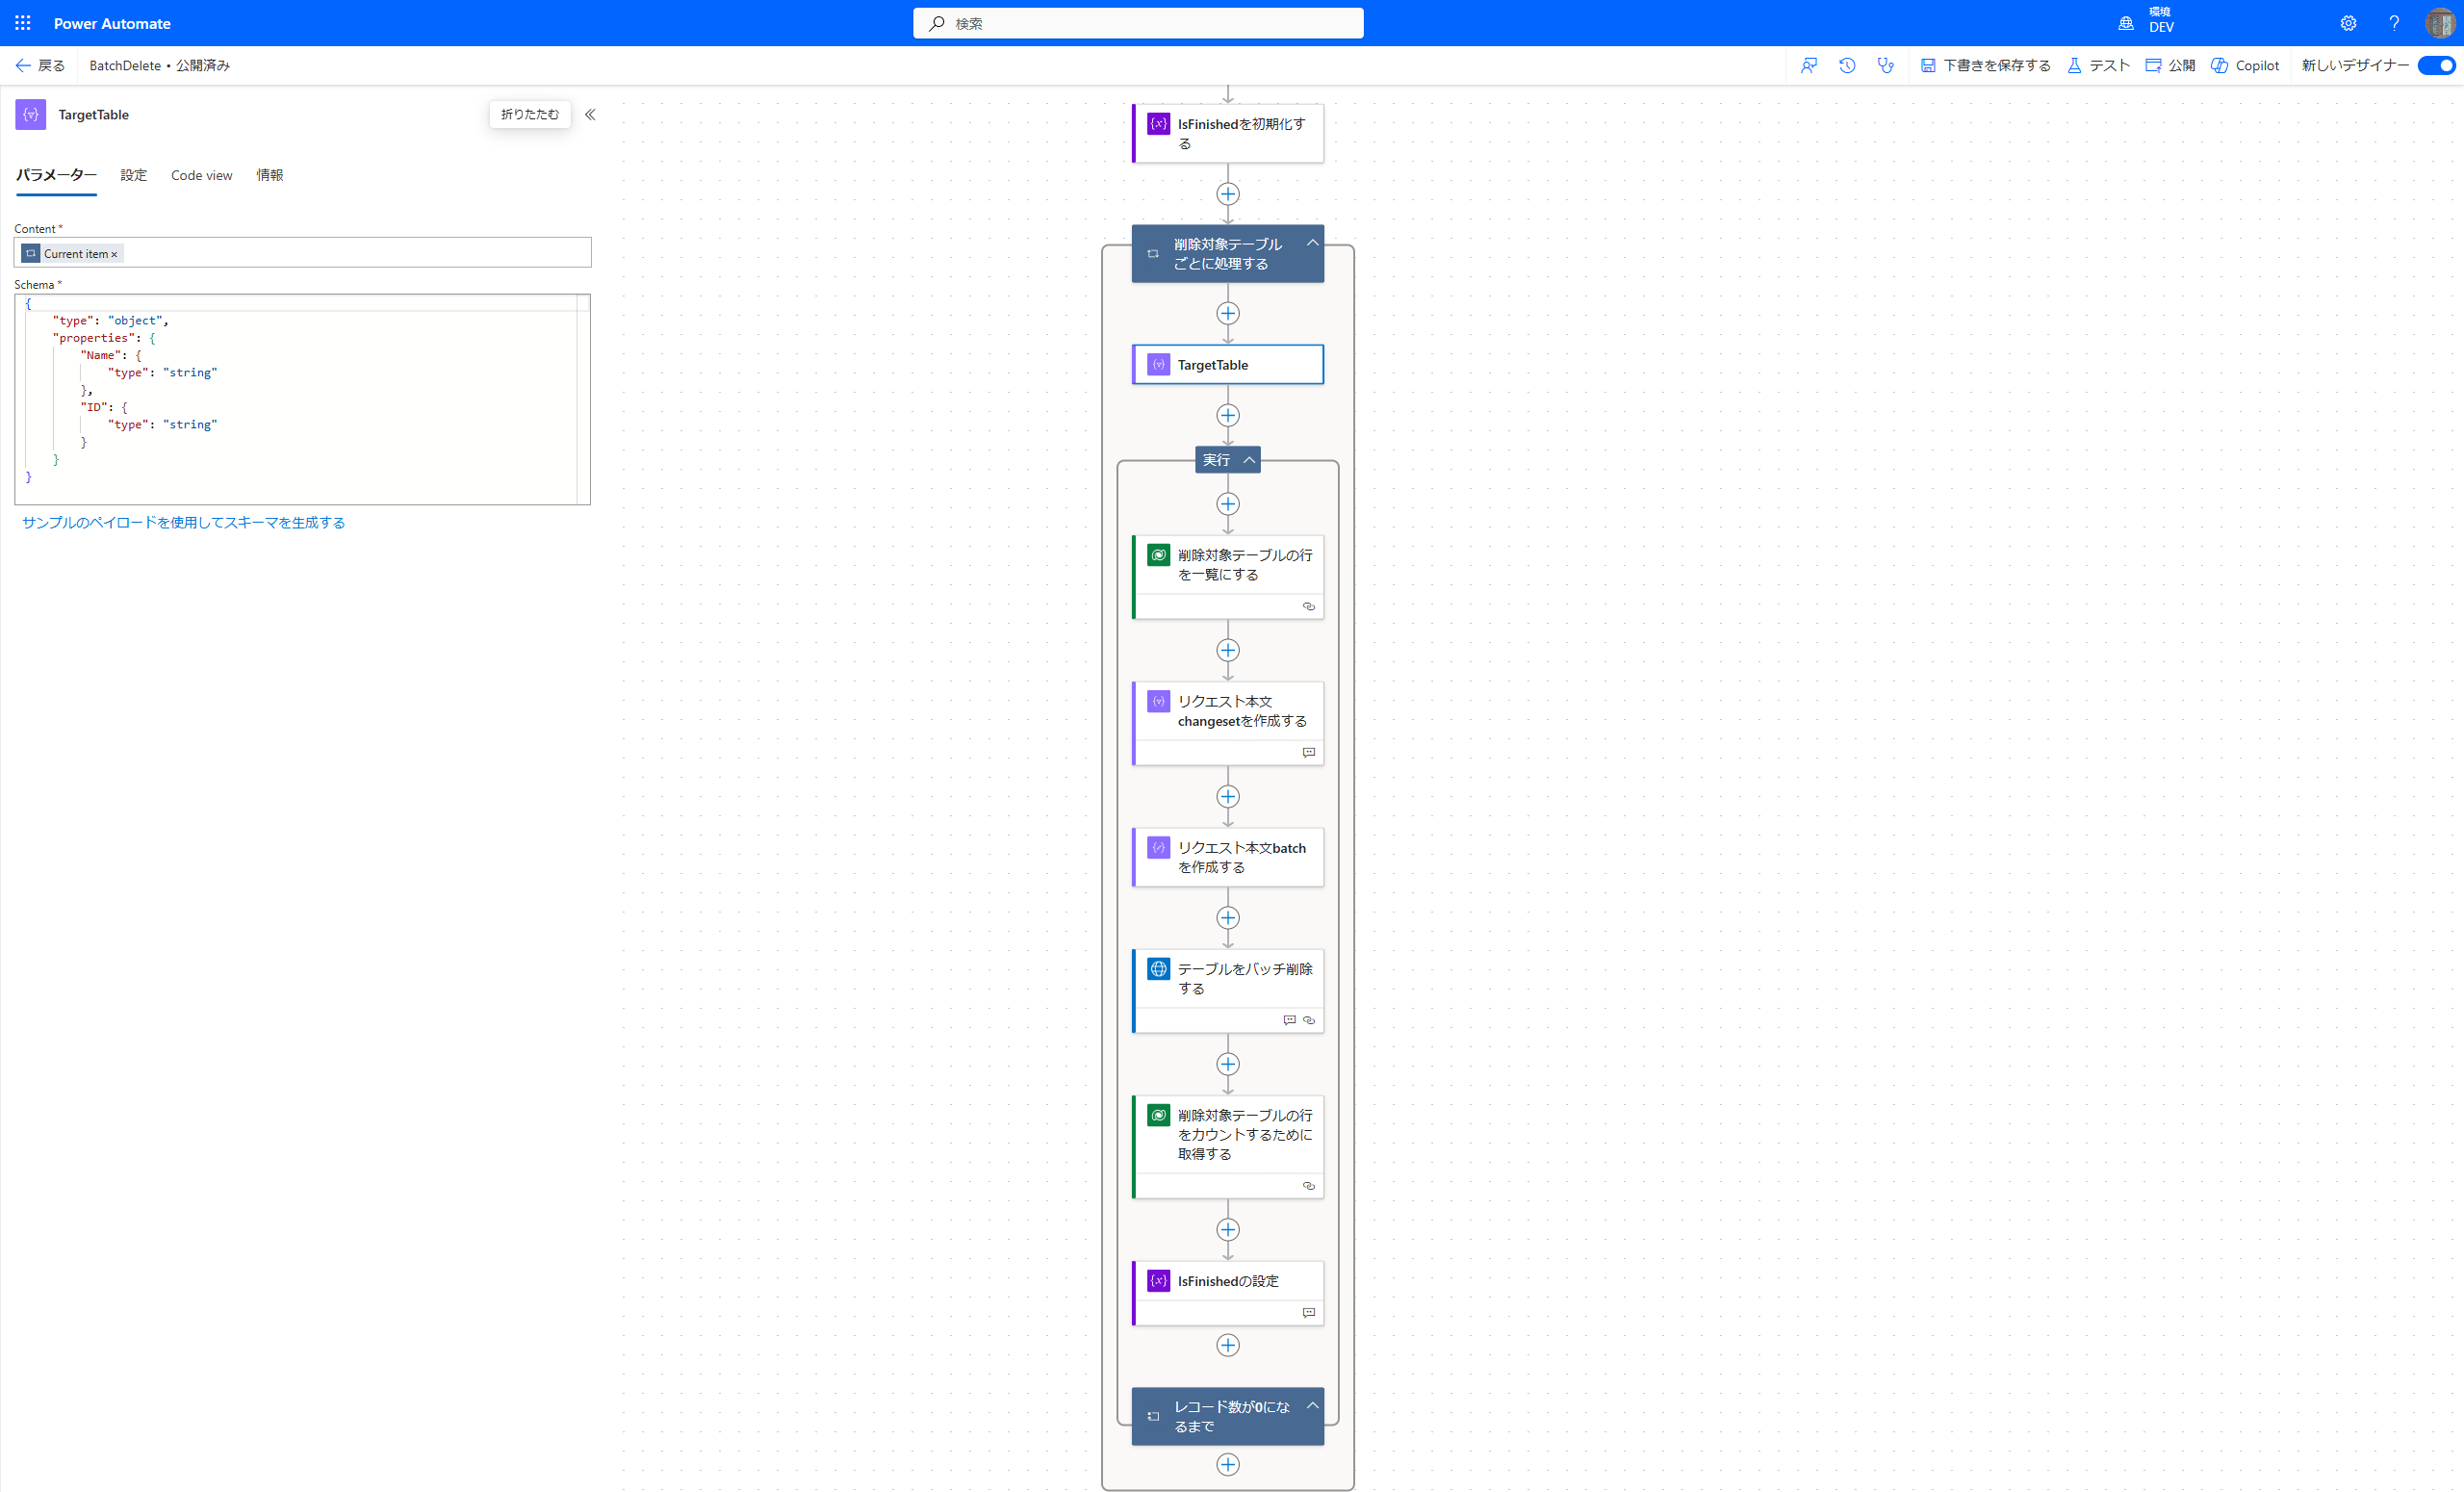 Power Automate
検索
環境
DEV
戻る
BatchDelete • 公開済み
下書きを保存する
テスト
公開
Copilot
新しいデザイナー
TargetTable
折りたたむ
パラメーター
設定
Code view
情報
Content *
Current item ×
Schema *
{
"type": "object",
"properties": {
"Name": {
"type": "string"
},
"ID": {
"type": "string"
}
}
}
サンプルのペイロードを使用してスキーマを生成する
IsFinishedを初期化す
る
削除対象テーブル
ごとに処理する
TargetTable
実行
削除対象テーブルの行
を一覧にする
リクエスト本文
changesetを作成する
リクエスト本文batch
を作成する
テーブルをバッチ削除
する
削除対象テーブルの行
をカウントするために
取得する
IsFinishedの設定
レコード数が0にな
るまで